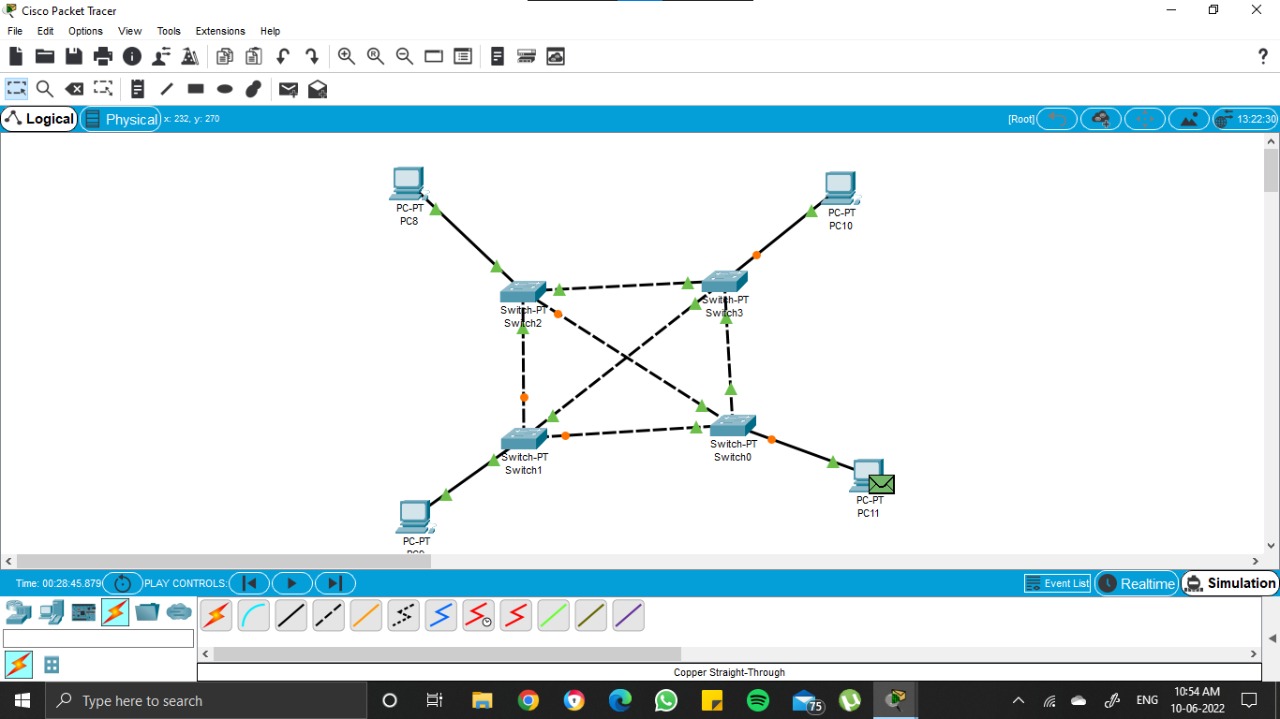 Cisco Packet Tracer
File Edit Options View Tools Extensions Help
Logical Physical x: 232, y: 270 [Root] 13:22:30
PC-PT
PC8
PC-PT
PC10
Switch-PT
Switch2
Switch-PT
Switch3
Switch-PT
Switch1
Switch-PT
Switch0
PC-PT
PC11
PC-PT
Time: 00:28:45.879 PLAY CONTROLS: Event List Realtime Simulation
Copper Straight-Through
Type here to search
75
ENG
10:54 AM
10-06-2022